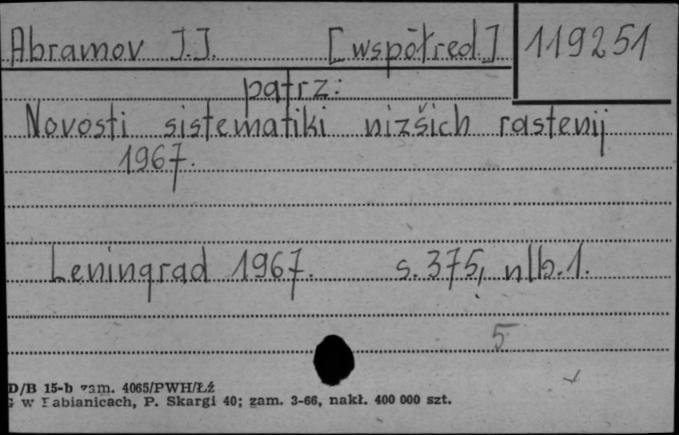 Abramov J.J. [współred.] 119251
patrz:
Novosti sistematiki nizšich rastenij
1967.
Leningrad 1967. s. 375, nlb. 1.
5
D/B 15-b zam. 4065/PWH/Łź
G w Pabianicach, P. Skargi 40; zam. 3-66, nakł. 400 000 szt.